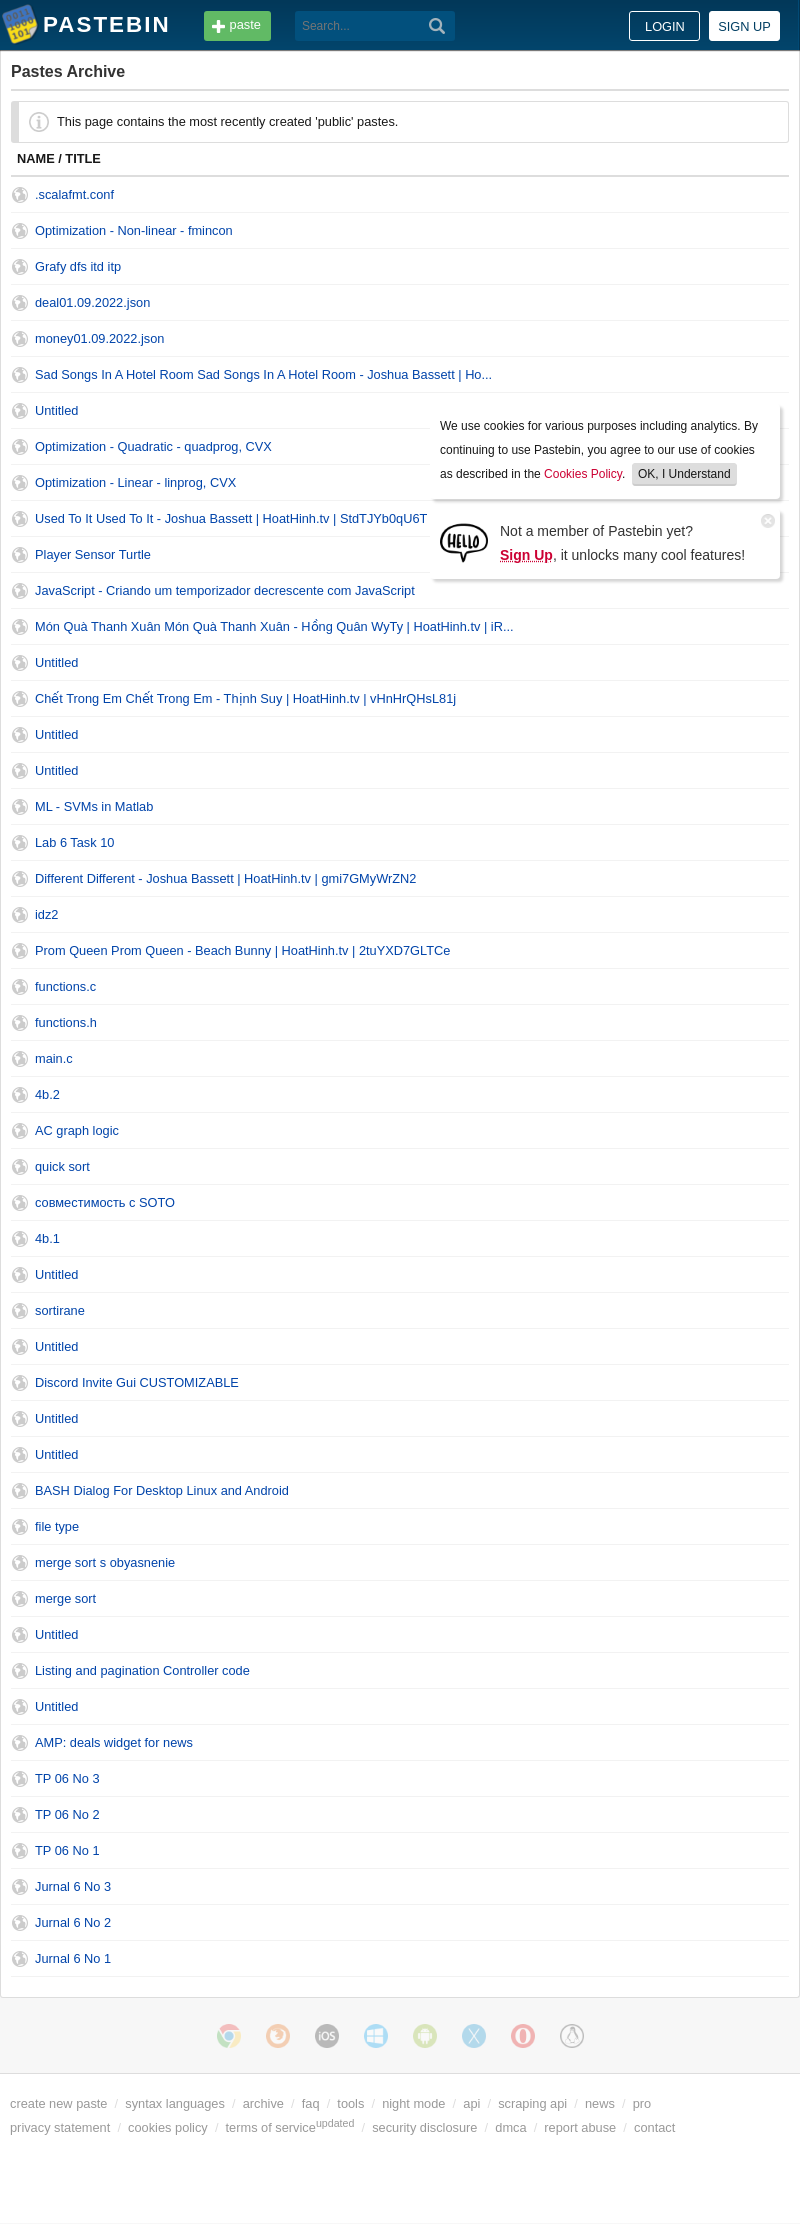 PASTEBIN
paste
Search...
LOGIN
SIGN UP
Pastes Archive
This page contains the most recently created 'public' pastes.
NAME / TITLE
.scalafmt.conf
Optimization - Non-linear - fmincon
Grafy dfs itd itp
deal01.09.2022.json
money01.09.2022.json
Sad Songs In A Hotel Room Sad Songs In A Hotel Room - Joshua Bassett | Ho...
Untitled
Optimization - Quadratic - quadprog, CVX
Optimization - Linear - linprog, CVX
Used To It Used To It - Joshua Bassett | HoatHinh.tv | StdTJYb0qU6T
Player Sensor Turtle
JavaScript - Criando um temporizador decrescente com JavaScript
We use cookies for various purposes including analytics. By
continuing to use Pastebin, you agree to our use of cookies
as described in the Cookies Policy. OK, I Understand
HELLO
Not a member of Pastebin yet?
Sign Up, it unlocks many cool features!
Món Quà Thanh Xuân Món Quà Thanh Xuân - Hồng Quân WyTy | HoatHinh.tv | iR...
Untitled
Chết Trong Em Chết Trong Em - Thịnh Suy | HoatHinh.tv | vHnHrQHsL81j
Untitled
Untitled
ML - SVMs in Matlab
Lab 6 Task 10
Different Different - Joshua Bassett | HoatHinh.tv | gmi7GMyWrZN2
idz2
Prom Queen Prom Queen - Beach Bunny | HoatHinh.tv | 2tuYXD7GLTCe
functions.c
functions.h
main.c
4b.2
AC graph logic
quick sort
совместимость с SOTO
4b.1
Untitled
sortirane
Untitled
Discord Invite Gui CUSTOMIZABLE
Untitled
Untitled
BASH Dialog For Desktop Linux and Android
file type
merge sort s obyasnenie
merge sort
Untitled
Listing and pagination Controller code
Untitled
AMP: deals widget for news
TP 06 No 3
TP 06 No 2
TP 06 No 1
Jurnal 6 No 3
Jurnal 6 No 2
Jurnal 6 No 1
iOS
create new paste / syntax languages / archive / faq / tools / night mode / api / scraping api / news / pro
privacy statement / cookies policy / terms of serviceupdated / security disclosure / dmca / report abuse / contact